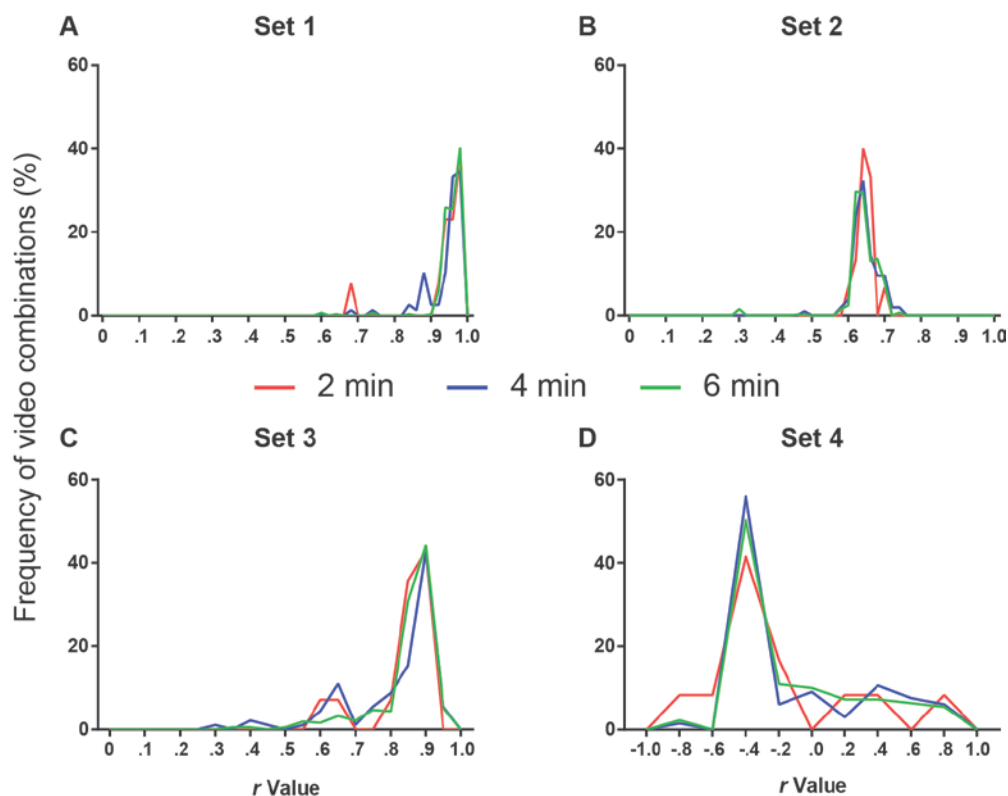 A Set 1
B Set 2
Frequency of video combinations (%)
60
40
20
0
0 .1 .2 .3 .4 .5 .6 .7 .8 .9 1.0
60
40
20
0
0 .1 .2 .3 .4 .5 .6 .7 .8 .9 1.0
2 min 4 min 6 min
C Set 3
D Set 4
60
40
20
0
0 .1 .2 .3 .4 .5 .6 .7 .8 .9 1.0
r Value
60
40
20
0
-1.0 -.8 -.6 -.4 -.2 .0 .2 .4 .6 .8 1.0
r Value